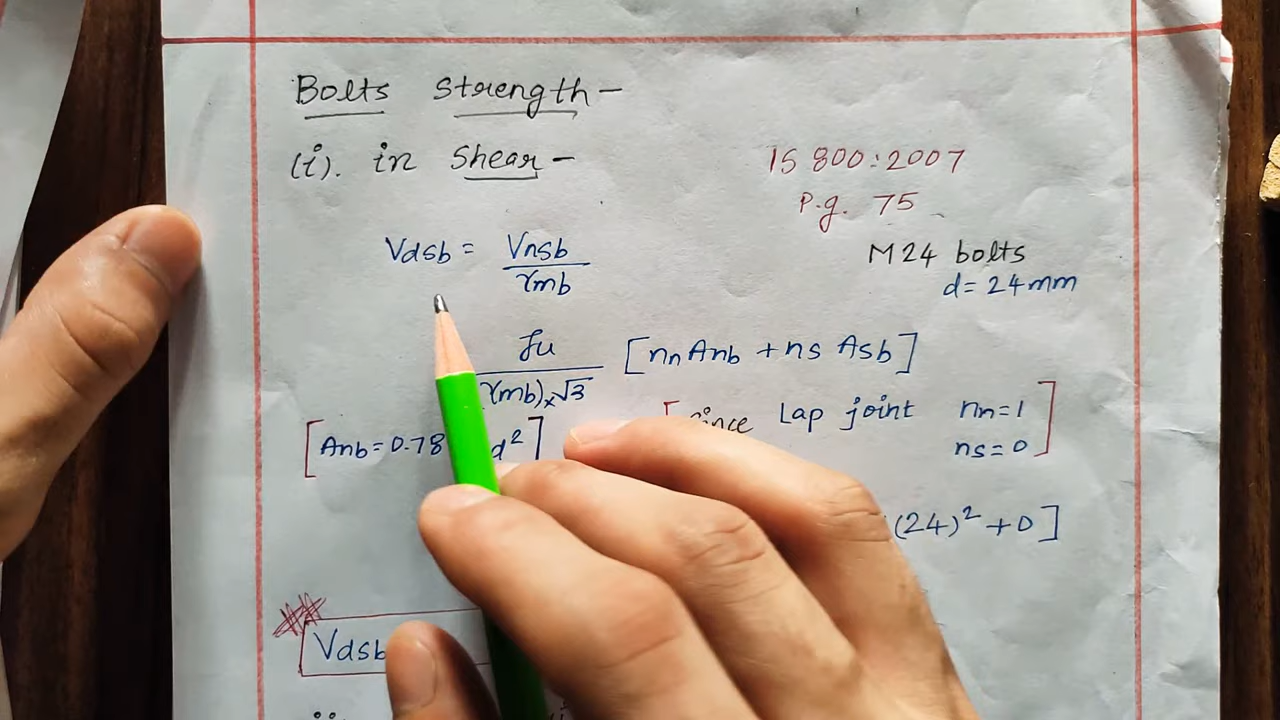 Bolts Strength -
(i). in Shear -
IS 800:2007
P.g. 75
Vdsb = Vnsb
γmb
M24 bolts
d = 24mm
fu [nn Anb + ns Asb]
(γmb) × √3
[Anb = 0.78 d²]
Lap joint nn = 1
ns = 0]
(24)² + 0]
Vdsb